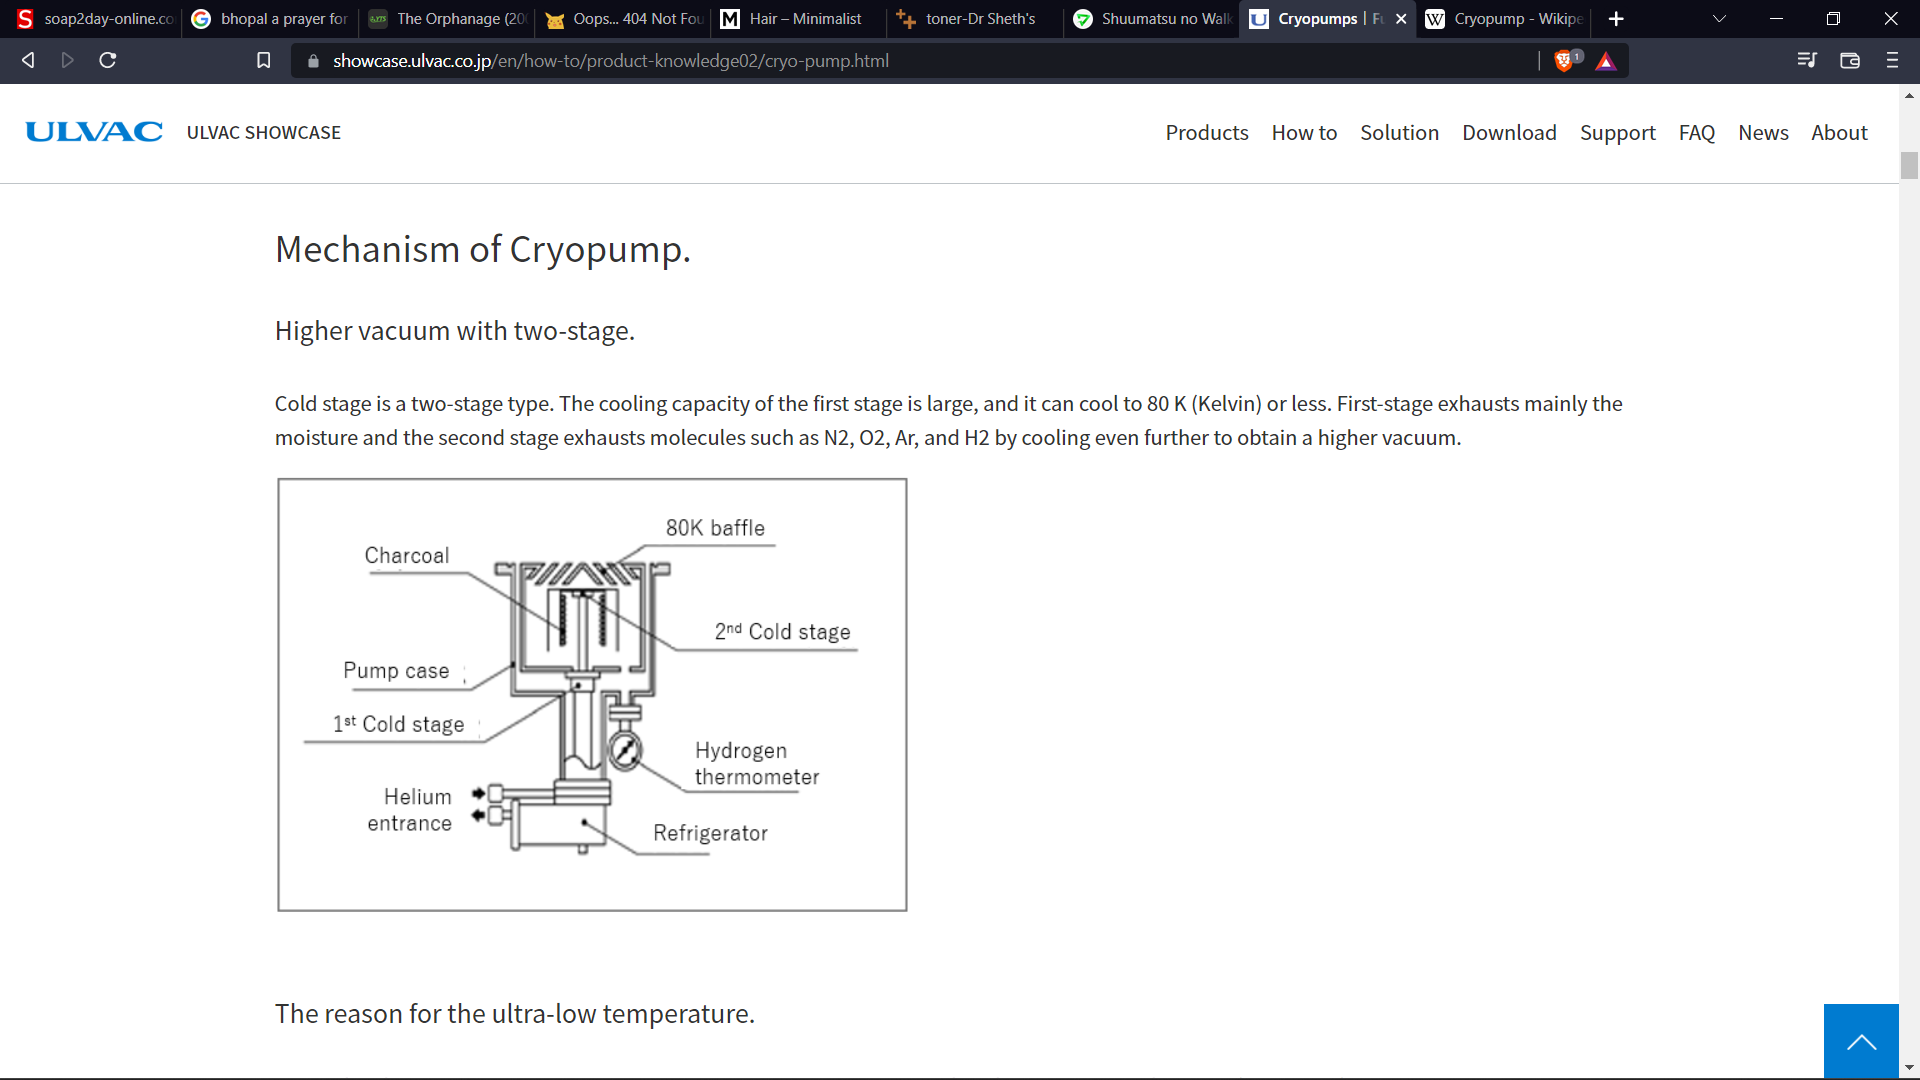 soap2day-online.co
bhopal a prayer for
The Orphanage (20
Oops... 404 Not Fou
Hair – Minimalist
toner-Dr Sheth's
Shuumatsu no Walk
Cryopumps | Fu
Cryopump - Wikipe
showcase.ulvac.co.jp/en/how-to/product-knowledge02/cryo-pump.html
1
ULVAC
ULVAC SHOWCASE
Products
How to
Solution
Download
Support
FAQ
News
About
Mechanism of Cryopump.
Higher vacuum with two-stage.
Cold stage is a two-stage type. The cooling capacity of the first stage is large, and it can cool to 80 K (Kelvin) or less. First-stage exhausts mainly the
moisture and the second stage exhausts molecules such as N2, O2, Ar, and H2 by cooling even further to obtain a higher vacuum.
80K baffle
Charcoal
2nd Cold stage
Pump case
1st Cold stage
Hydrogen
thermometer
Helium
entrance
Refrigerator
The reason for the ultra-low temperature.